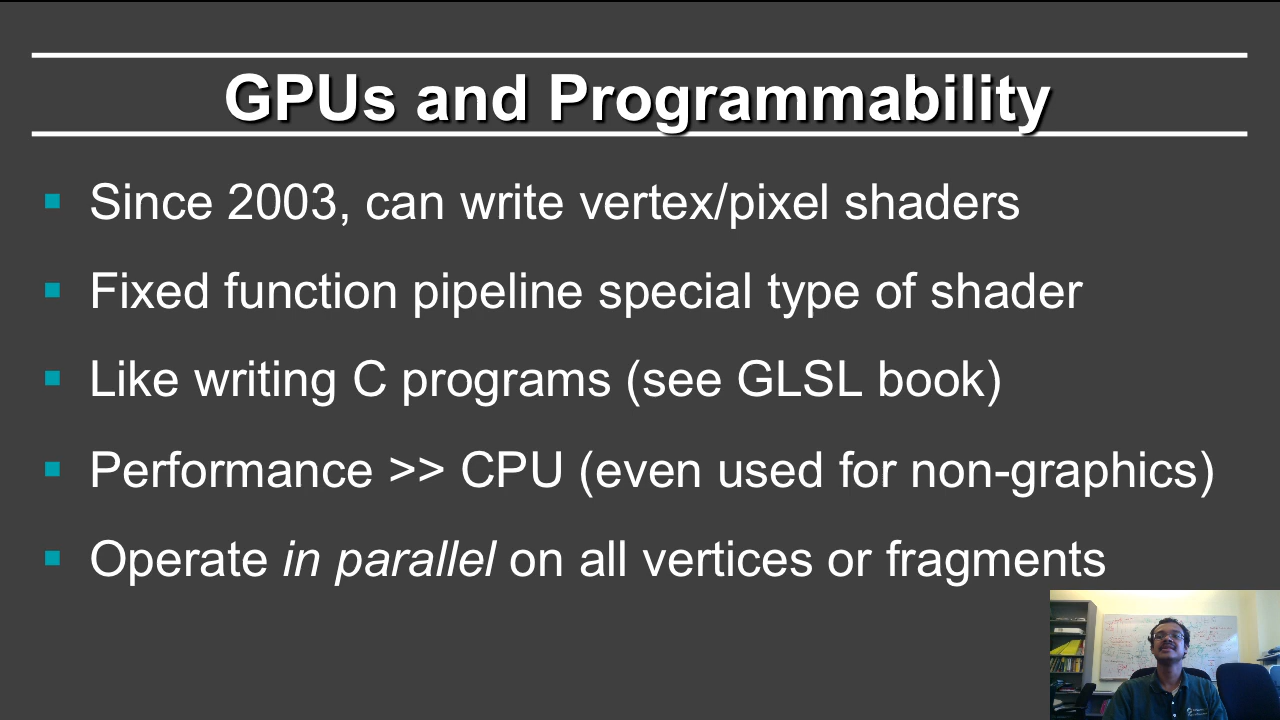 GPUs and Programmability
Since 2003, can write vertex/pixel shaders
Fixed function pipeline special type of shader
Like writing C programs (see GLSL book)
Performance >> CPU (even used for non-graphics)
Operate in parallel on all vertices or fragments